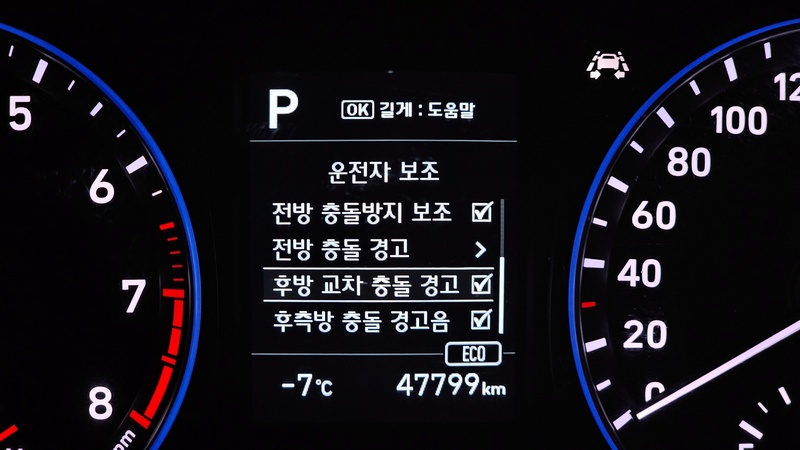 P
OK 길게 : 도움말
운전자 보조
전방 충돌방지 보조
전방 충돌 경고
후방 교차 충돌 경고
후측방 충돌 경고음
ECO
-7℃ 47799km
5
6
7
8
100
80
60
40
20
0